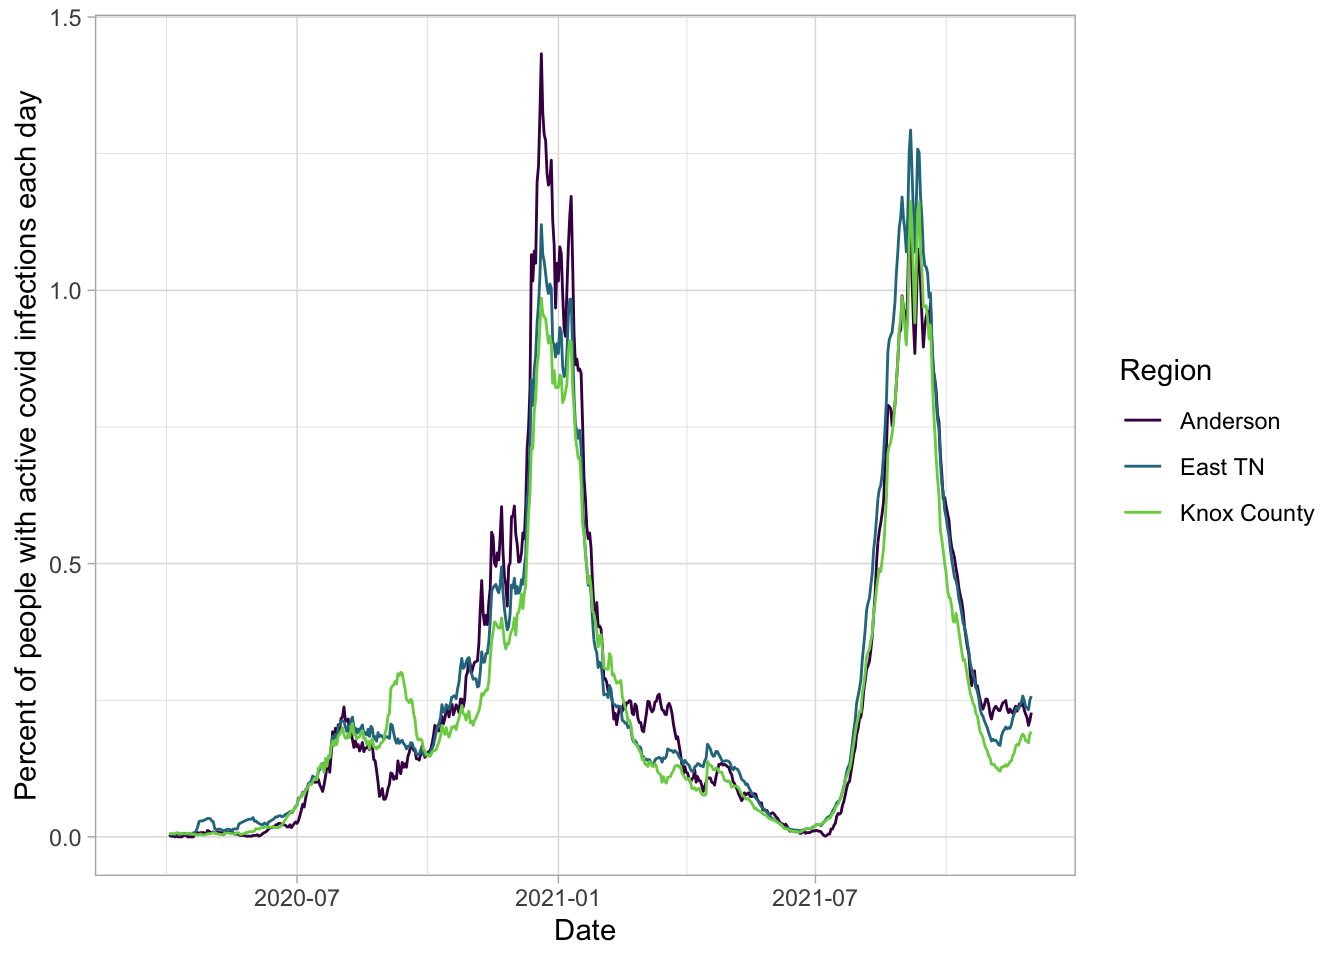 Percent of people with active covid infections each day
1.5
1.0
0.5
0.0
2020-07
2021-01
2021-07
Date
Region
Anderson
East TN
Knox County